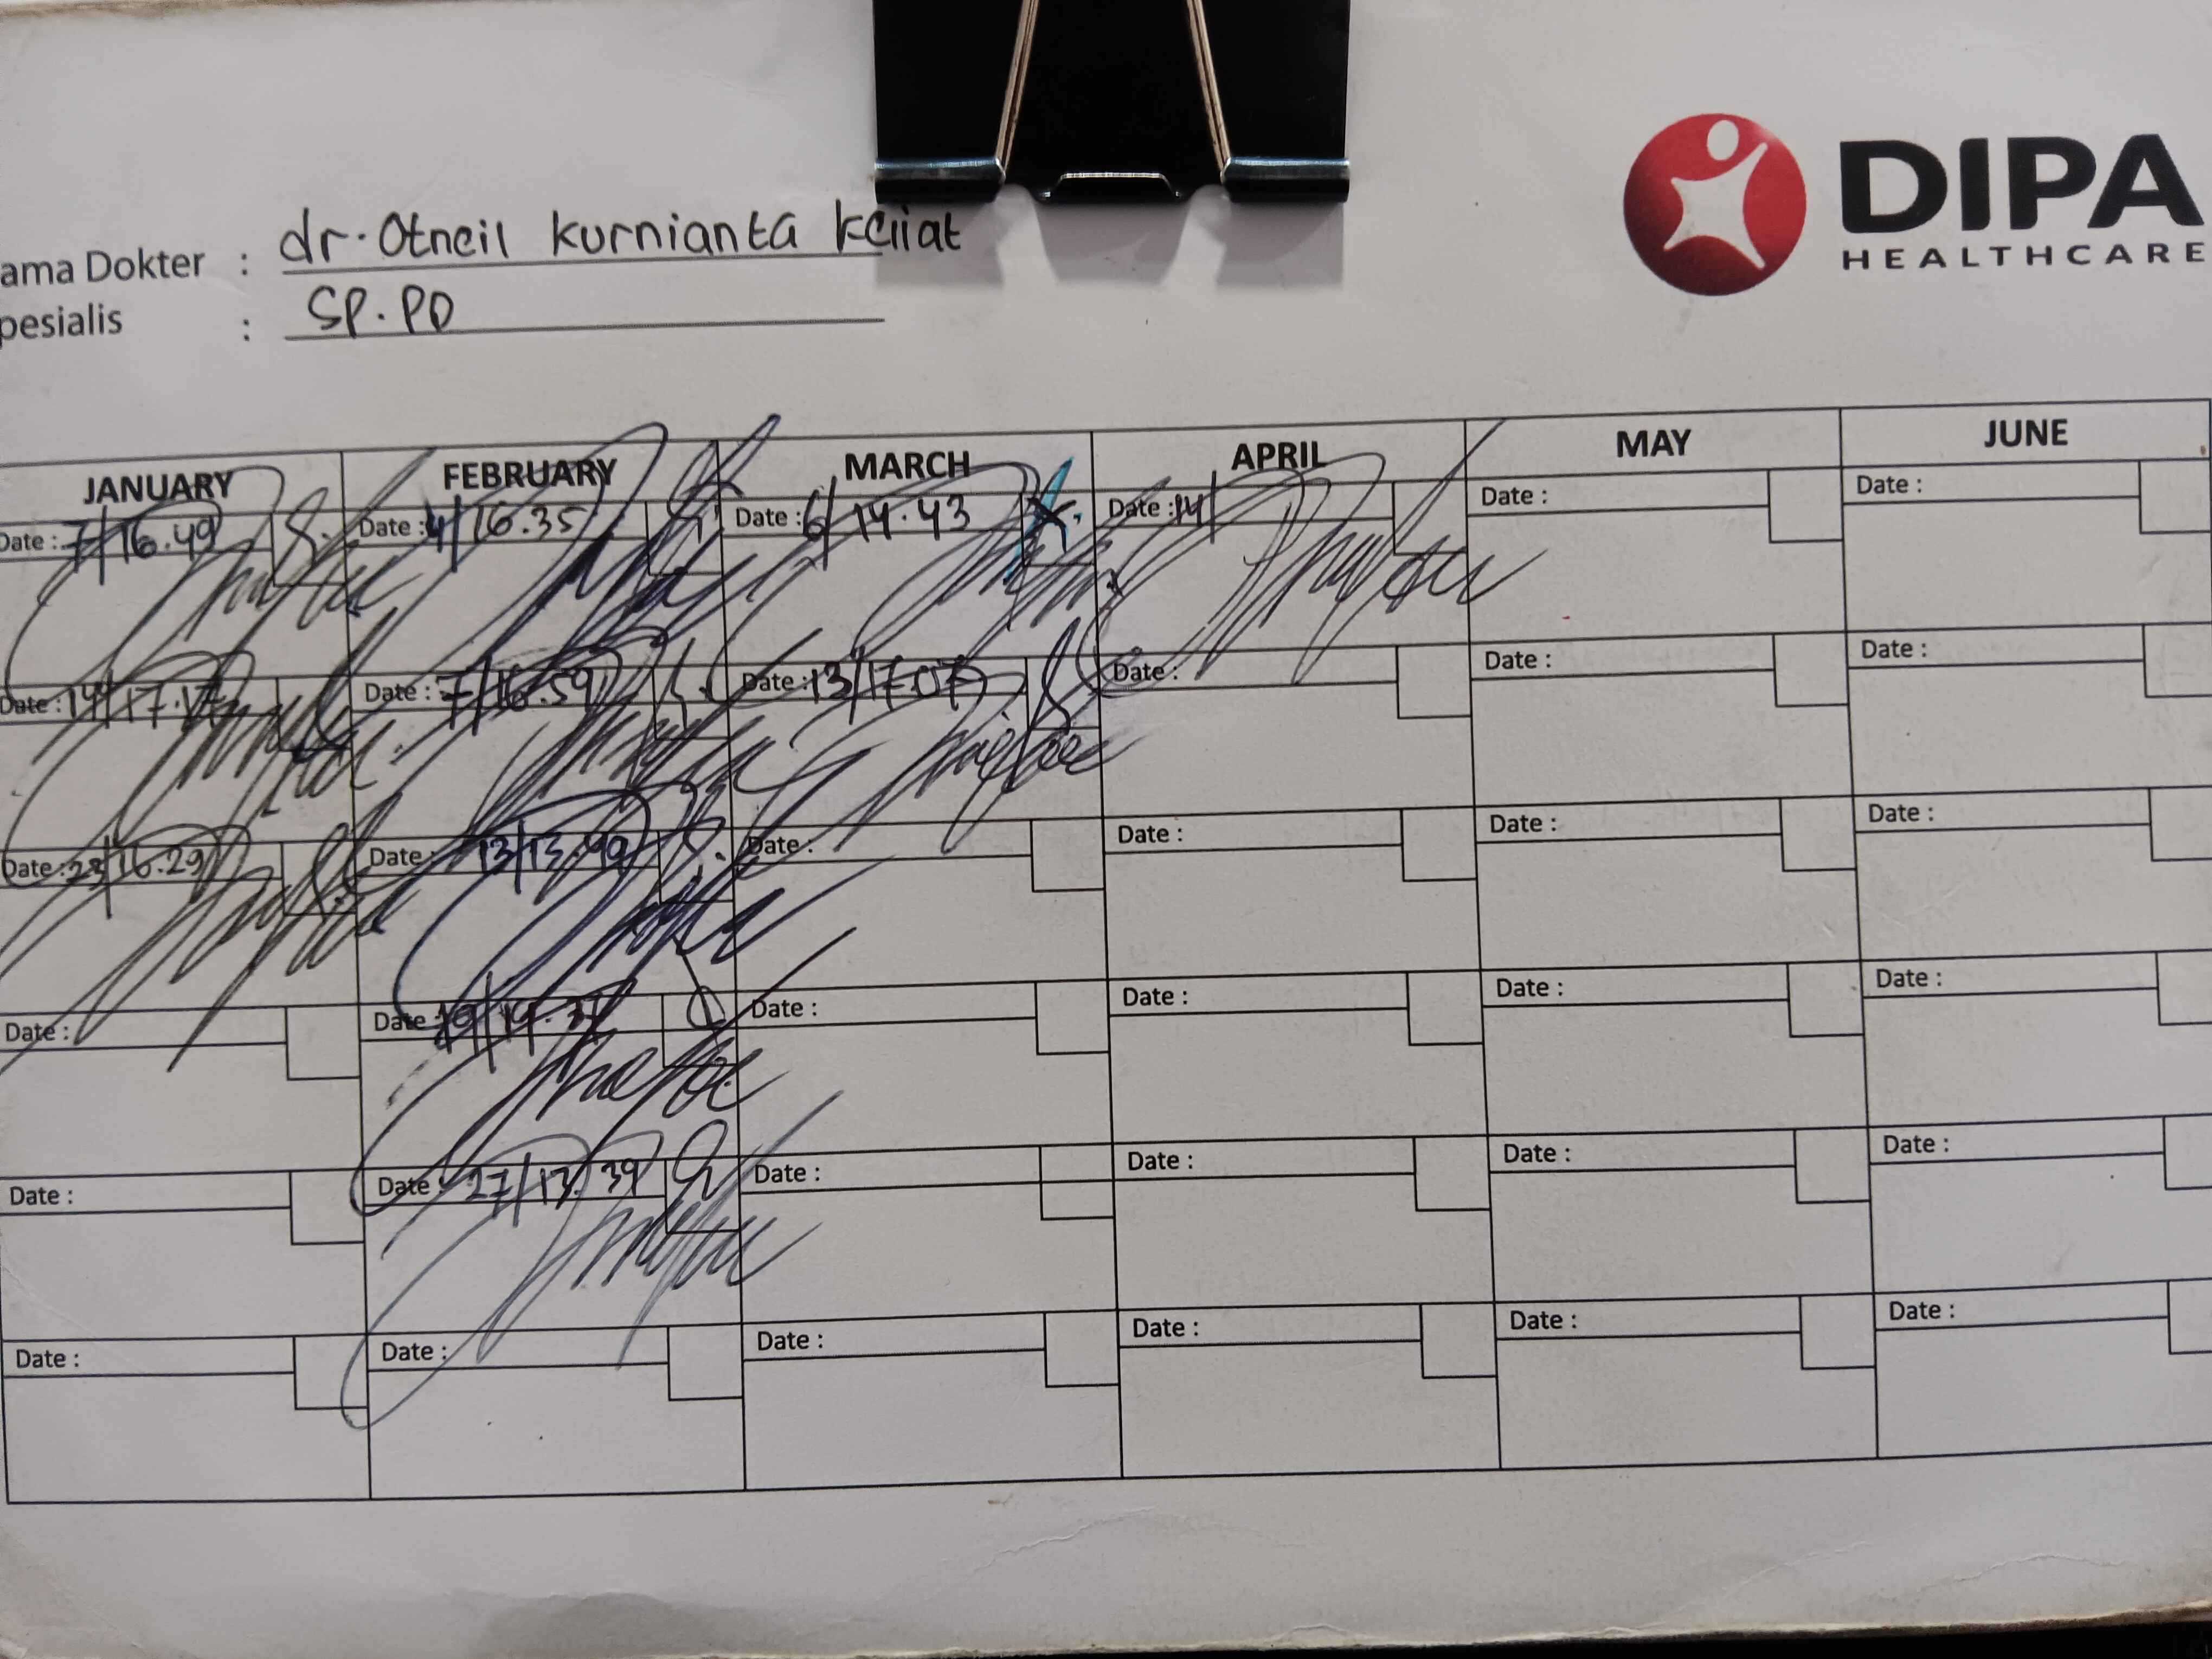 DIPA
HEALTHCARE
ama Dokter : dr. Otneil Kurnianta
pesialis : SP.PD
JANUARY FEBRUARY MARCH APRIL MAY JUNE
Date : 7/16.49 Date : 4/16.35 Date : 6/14.43 Date : 14/ Date : Date :
Date : 14/17.17 Date : 7/16.59 Date : 13/17.07 Date : Date : Date :
Date : 23/16.29 Date : 13/13.49 Date : Date : Date : Date :
Date : Date : Date : Date : Date : Date :
Date : Date : 27/13.39 Date : Date : Date : Date :
Date : Date : Date : Date : Date : Date :